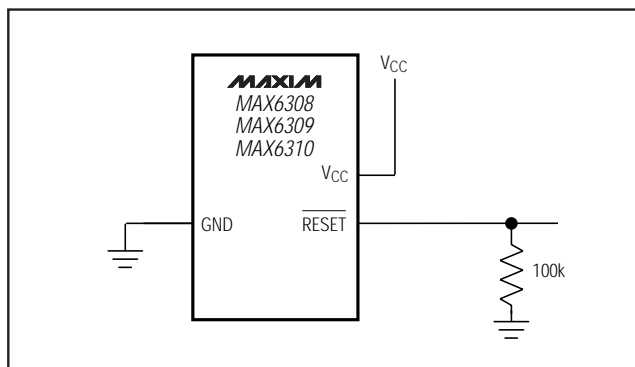 MAXIM
MAX6308
MAX6309
MAX6310
VCC
VCC
GND
RESET
100k